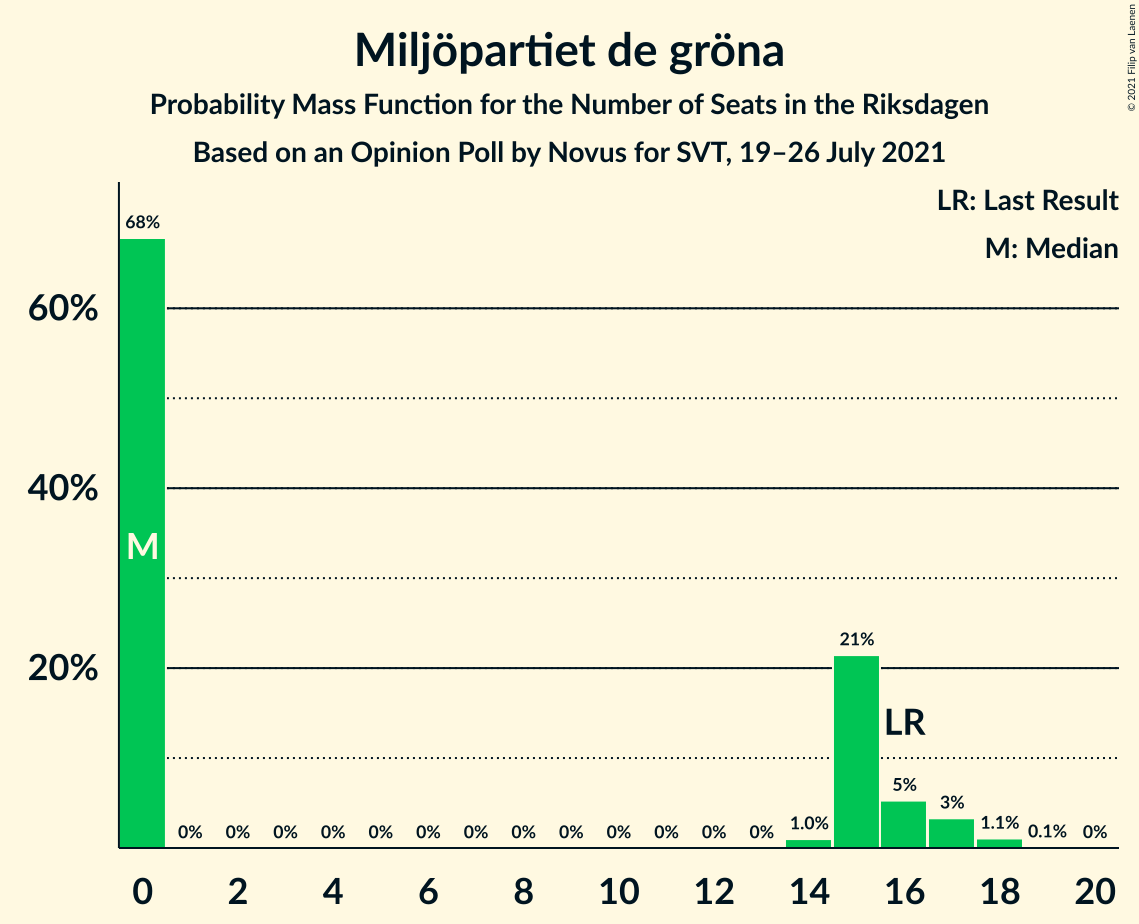 Miljöpartiet de gröna
Probability Mass Function for the Number of Seats in the Riksdagen
Based on an Opinion Poll by Novus for SVT, 19–26 July 2021
© 2021 Filip van Laenen
LR: Last Result
M: Median
68%
60%
40%
M
21%
20%
LR
5%
3%
0% 0% 0% 0% 0% 0% 0% 0% 0% 0% 0% 0% 0% 1.0% 1.1% 0.1% 0%
0 2 4 6 8 10 12 14 16 18 20